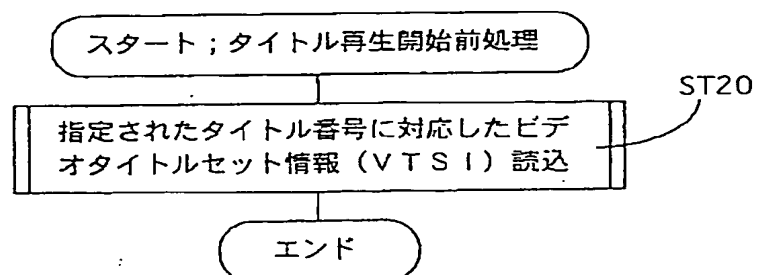 スタート；タイトル再生開始前処理
ST20
指定されたタイトル番号に対応したビデ
オタイトルセット情報（ＶＴＳＩ）読込
エンド